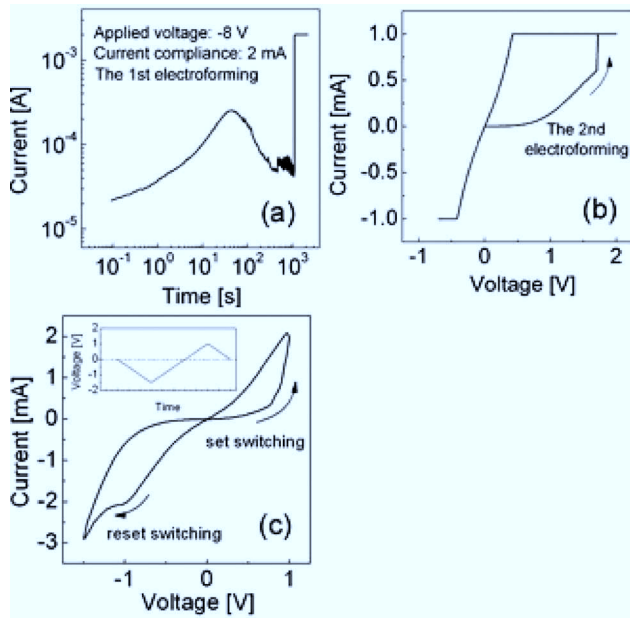 Applied voltage: -8 V
Current compliance: 2 mA
The 1st electroforming
Current [A]
10⁻³
10⁻⁴
10⁻⁵
10⁻¹ 10⁰ 10¹ 10² 10³
Time [s]
(a)
Current [mA]
1.0
0.5
0.0
-0.5
-1.0
-1 0 1 2
Voltage [V]
The 2nd
electroforming
(b)
Current [mA]
2
1
0
-1
-2
-3
-1 0 1
Voltage [V]
Voltage [V]
2
1
0
-1
-2
Time
set switching
reset switching
(c)